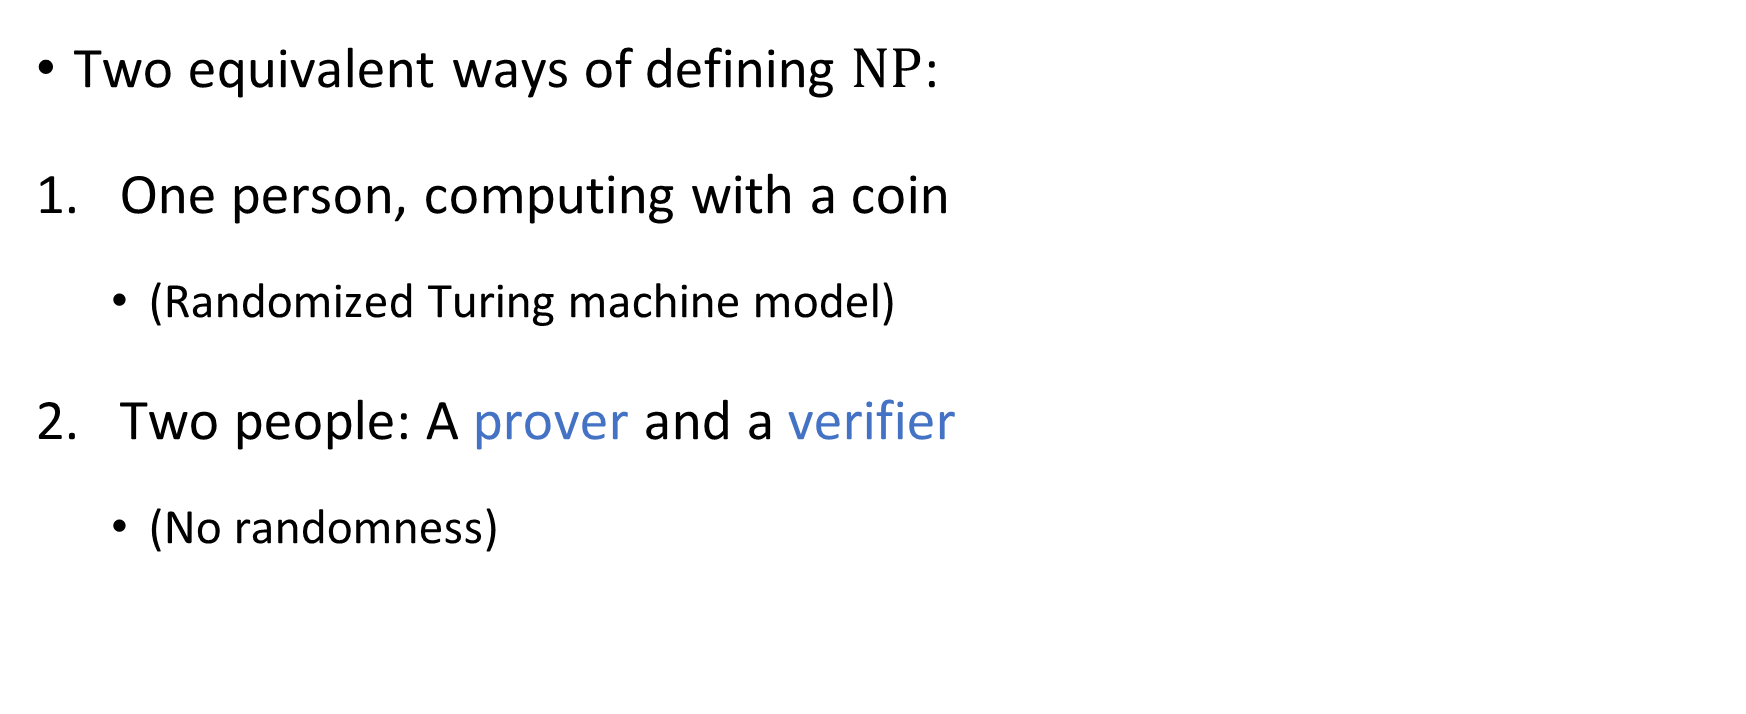 • Two equivalent ways of defining NP:
1. One person, computing with a coin
• (Randomized Turing machine model)
2. Two people: A prover and a verifier
• (No randomness)